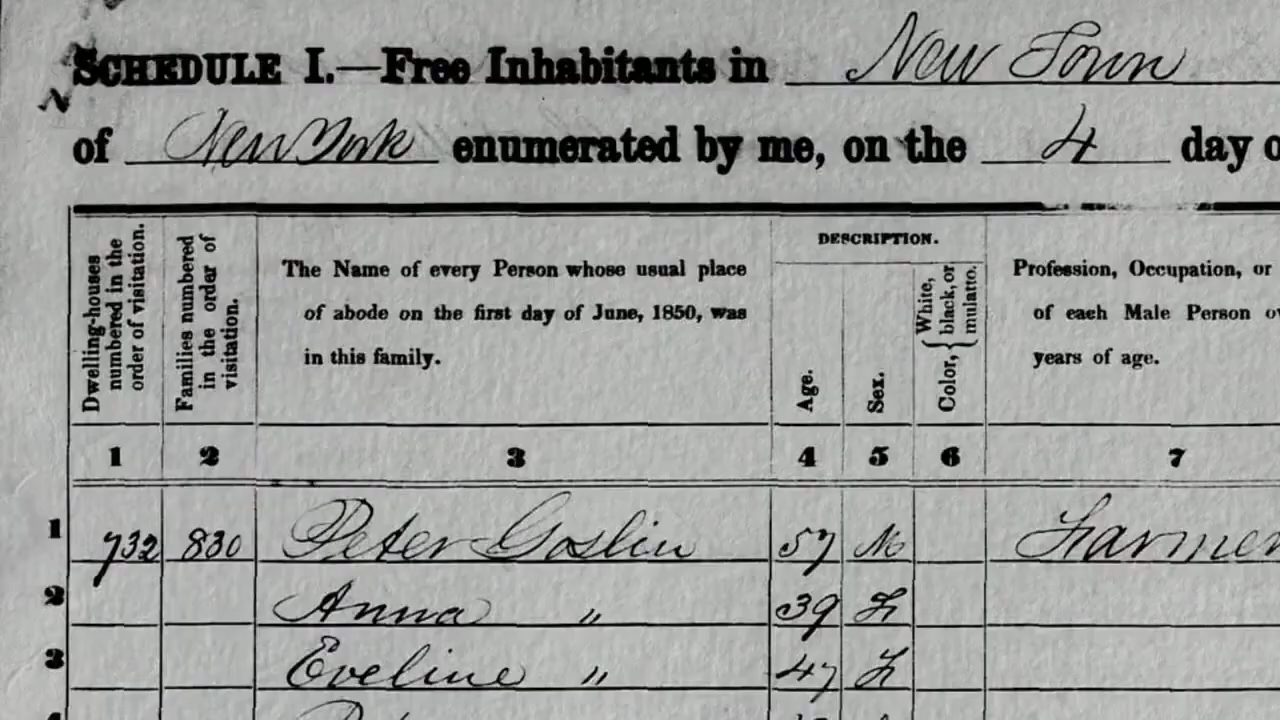 SCHEDULE I.—Free Inhabitants in New Town
of New York enumerated by me, on the 4 day o
Dwelling-houses numbered in the order of visitation.
Families numbered in the order of visitation.
The Name of every Person whose usual place
of abode on the first day of June, 1850, was
in this family.
DESCRIPTION.
Age.
Sex.
Color, { White, black, or mulatto.
Profession, Occupation, or
of each Male Person ov
years of age.
1 2 3 4 5 6 7
1 732 830 Peter Goslin 57 M Farmer
2 Anna " 39 F
3 Eveline " 47 F